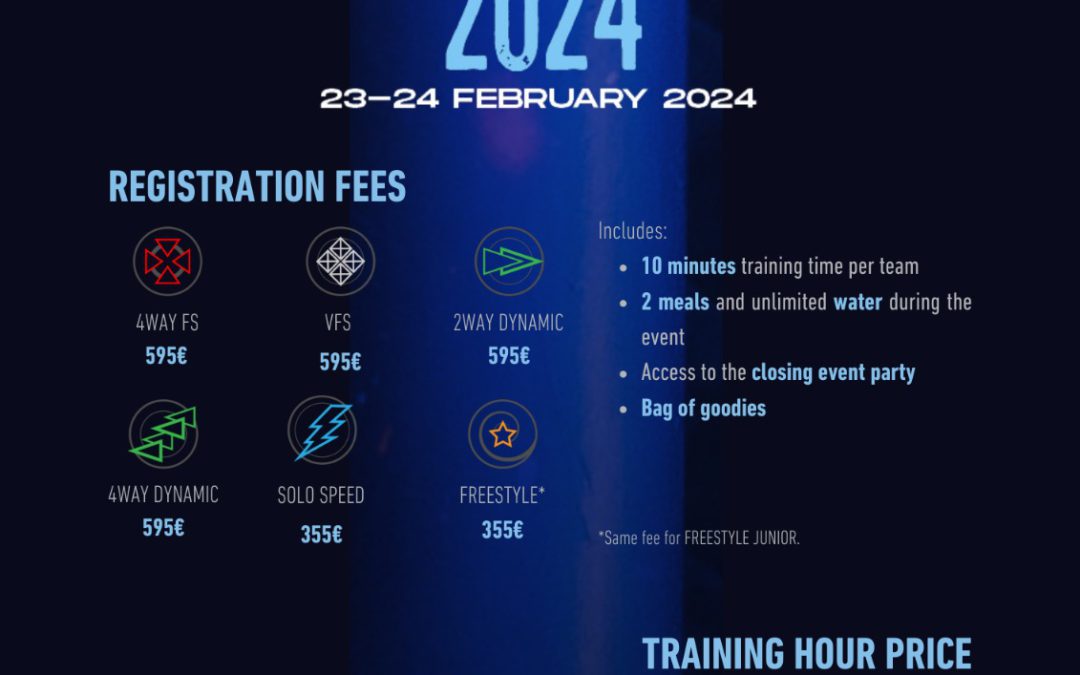 2024
23–24 FEBRUARY 2024
REGISTRATION FEES
4WAY FS
595€
VFS
595€
2WAY DYNAMIC
595€
4WAY DYNAMIC
595€
SOLO SPEED
355€
FREESTYLE*
355€
Includes:
• 10 minutes training time per team
• 2 meals and unlimited water during the
event
• Access to the closing event party
• Bag of goodies
*Same fee for FREESTYLE JUNIOR.
TRAINING HOUR PRICE